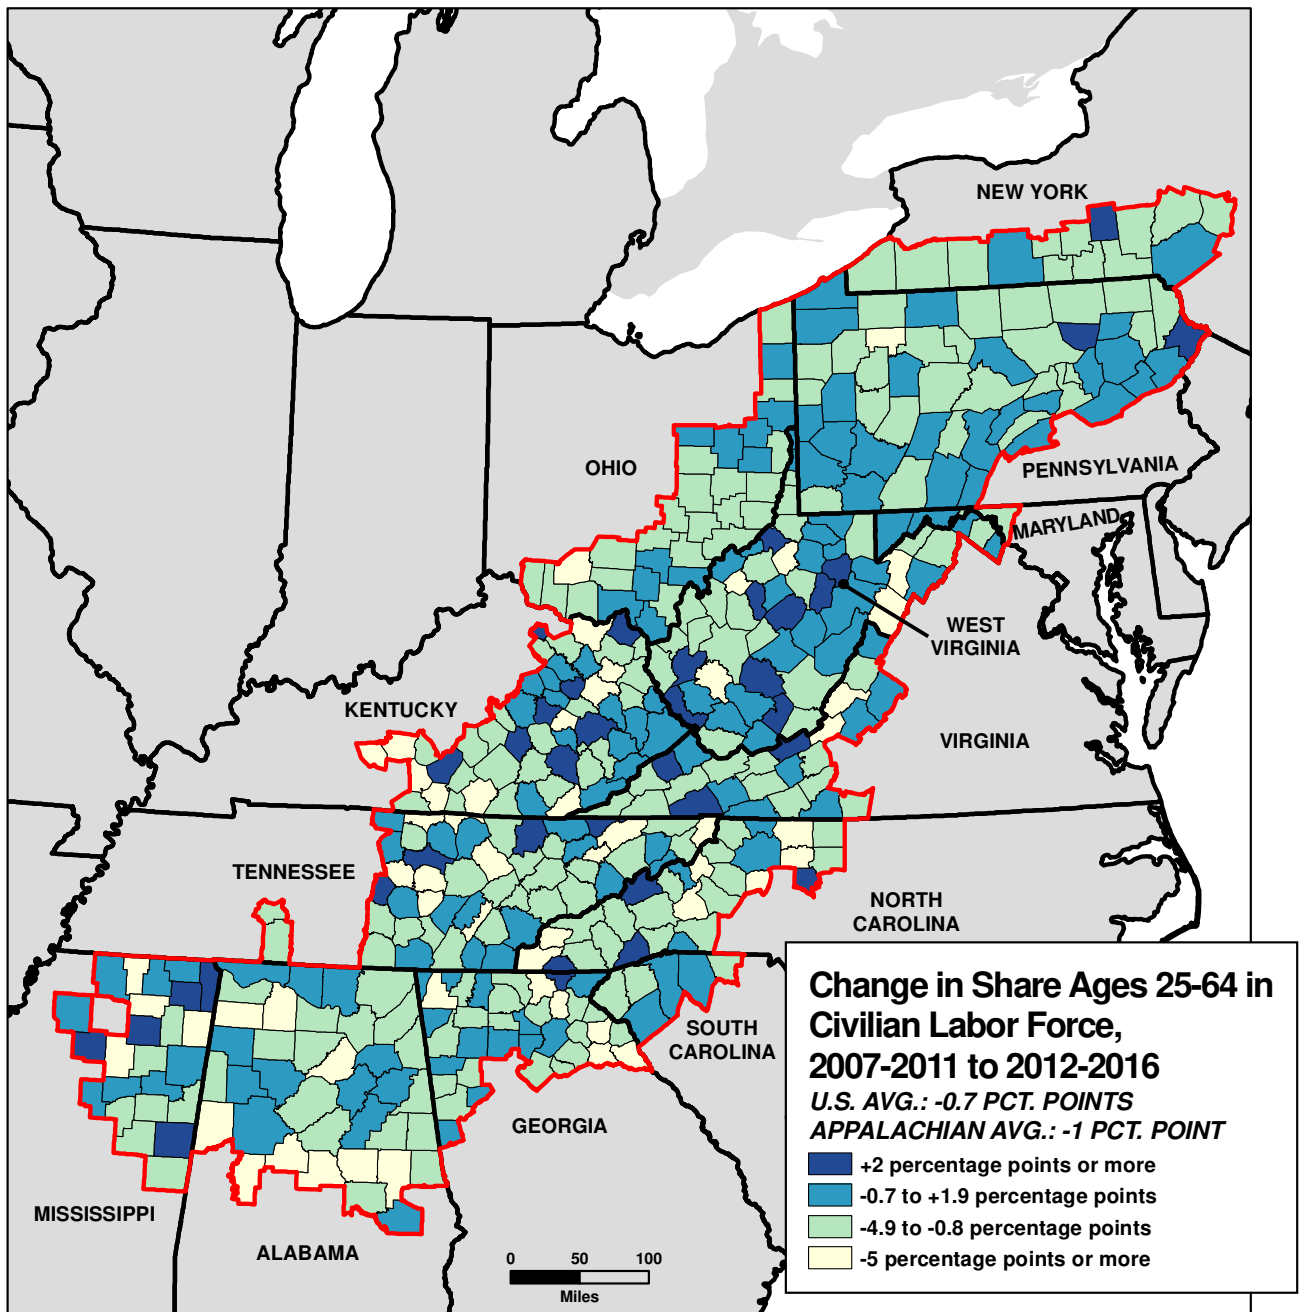 NEW YORK
OHIO
PENNSYLVANIA
MARYLAND
WEST
VIRGINIA
KENTUCKY
VIRGINIA
TENNESSEE
NORTH
CAROLINA
SOUTH
CAROLINA
GEORGIA
MISSISSIPPI
ALABAMA
0 50 100
Miles
Change in Share Ages 25-64 in
Civilian Labor Force,
2007-2011 to 2012-2016
U.S. AVG.: -0.7 PCT. POINTS
APPALACHIAN AVG.: -1 PCT. POINT
+2 percentage points or more
-0.7 to +1.9 percentage points
-4.9 to -0.8 percentage points
-5 percentage points or more